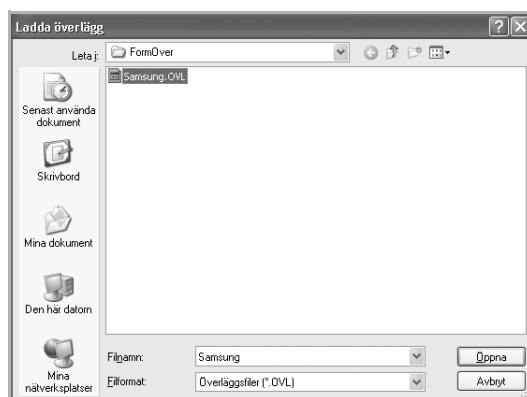 Ladda överlägg
Leta i:
FormOver
Samsung.OVL
Senast använda
dokument
Skrivbord
Mina dokument
Den här datorn
Mina
nätverksplatser
Filnamn:
Samsung
Öppna
Filformat:
Överläggsfiler (*.OVL)
Avbryt